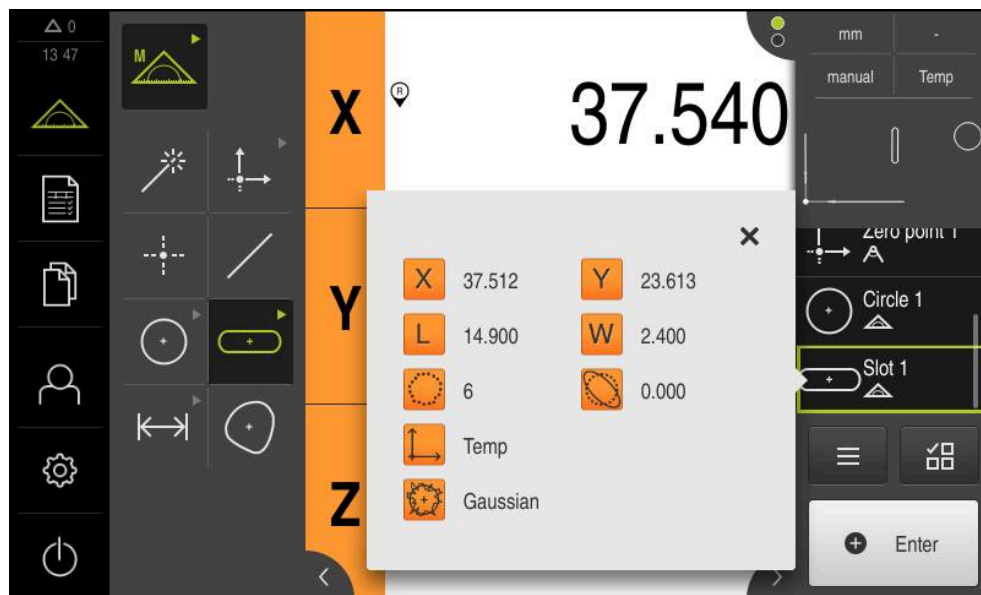 0
13 47
M
X
R
37.540
mm
-
manual
Temp
Zero point 1
Circle 1
Slot 1
Y
Z
X 37.512
Y 23.613
L 14.900
W 2.400
6
0.000
Temp
Gaussian
Enter